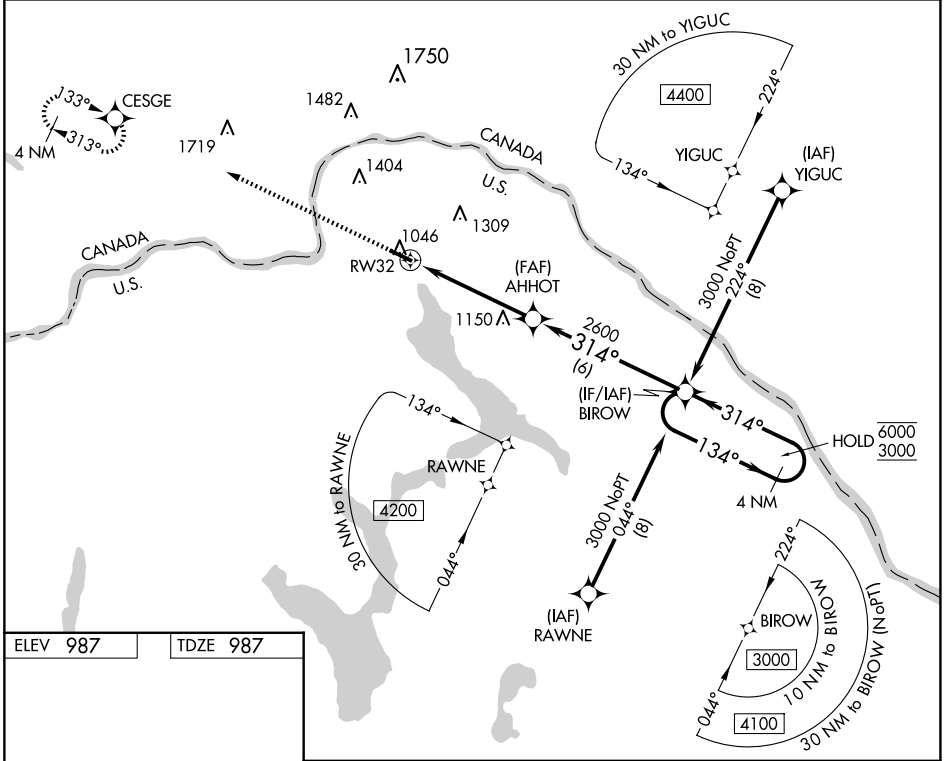 1750
30 NM to YIGUC
4400
224°
YIGUC
134°
133°
CESGE
313°
4 NM
1719
1482
1404
CANADA
U.S.
(IAF)
YIGUC
CANADA
U.S.
1309
1046
RW32
(FAF)
AHHOT
3000 NoPT
224°
(8)
1150
2600
314°
(6)
(IF/IAF)
BIROW
314°
134°
4 NM
HOLD
6000
3000
134°
RAWNE
30 NM to RAWNE
4200
044°
3000 NoPT
044°
(8)
(IAF)
RAWNE
224°
BIROW
3000
10 NM to BIROW
30 NM to BIROW (NoPT)
044°
4100
ELEV 987
TDZE 987